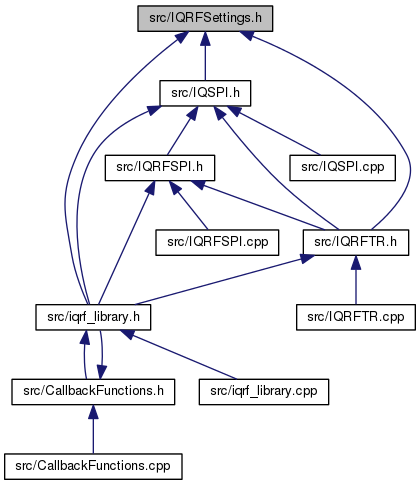 src/IQRFSettings.h
src/IQSPI.h
src/IQRFSPI.h
src/IQSPI.cpp
src/IQRFSPI.cpp
src/IQRFTR.h
src/iqrf_library.h
src/IQRFTR.cpp
src/CallbackFunctions.h
src/iqrf_library.cpp
src/CallbackFunctions.cpp